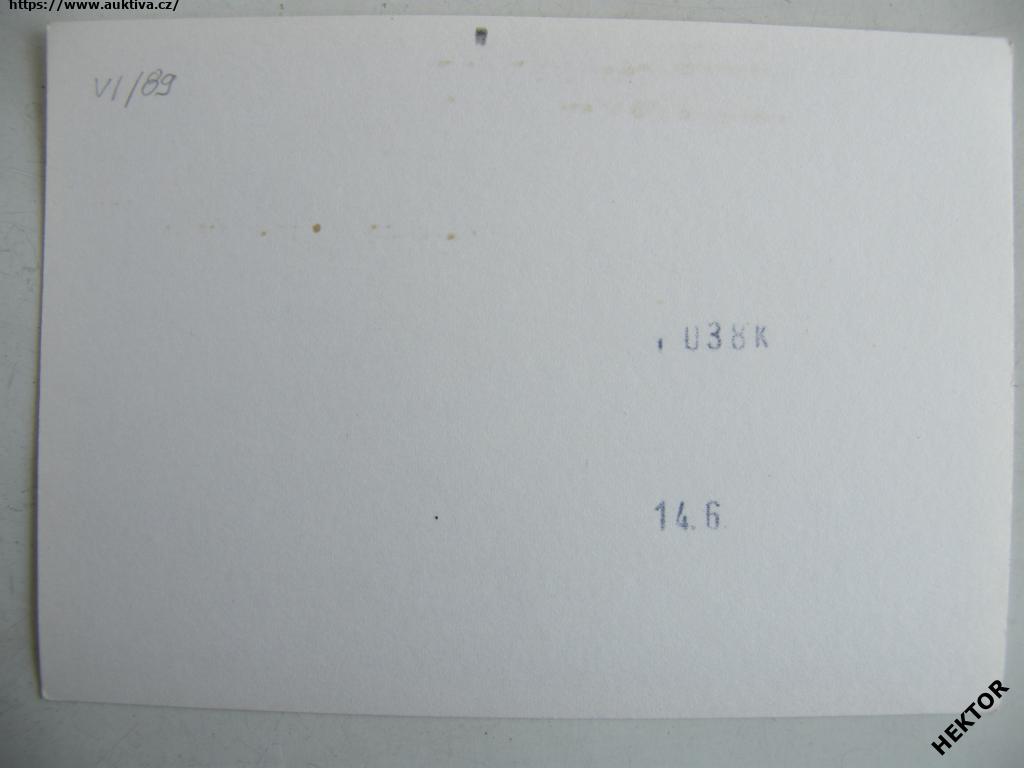 https://www.auktiva.cz/
VI/89
U38K
14.6.
HEKTOR